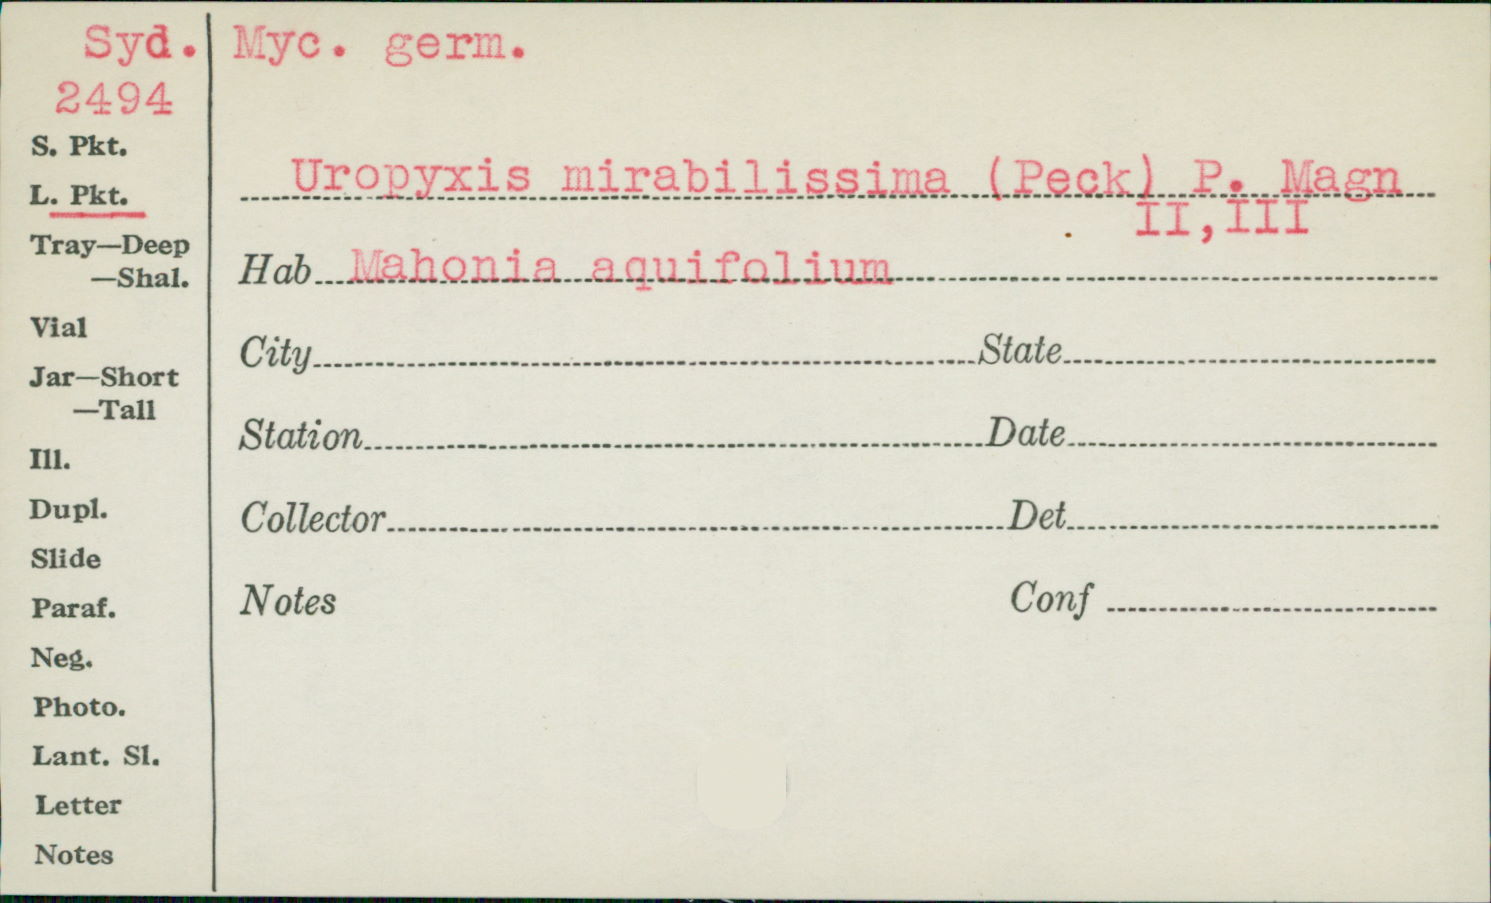 Syd. Myc. germ.
2494
S. Pkt.
L. Pkt.
Tray—Deep
—Shal.
Vial
Jar—Short
—Tall
Ill.
Dupl.
Slide
Paraf.
Neg.
Photo.
Lant. Sl.
Letter
Notes
Uropyxis mirabilissima (Peck) P. Magn
II,III
Hab Mahonia aquifolium
City State
Station Date
Collector Det
Notes Conf